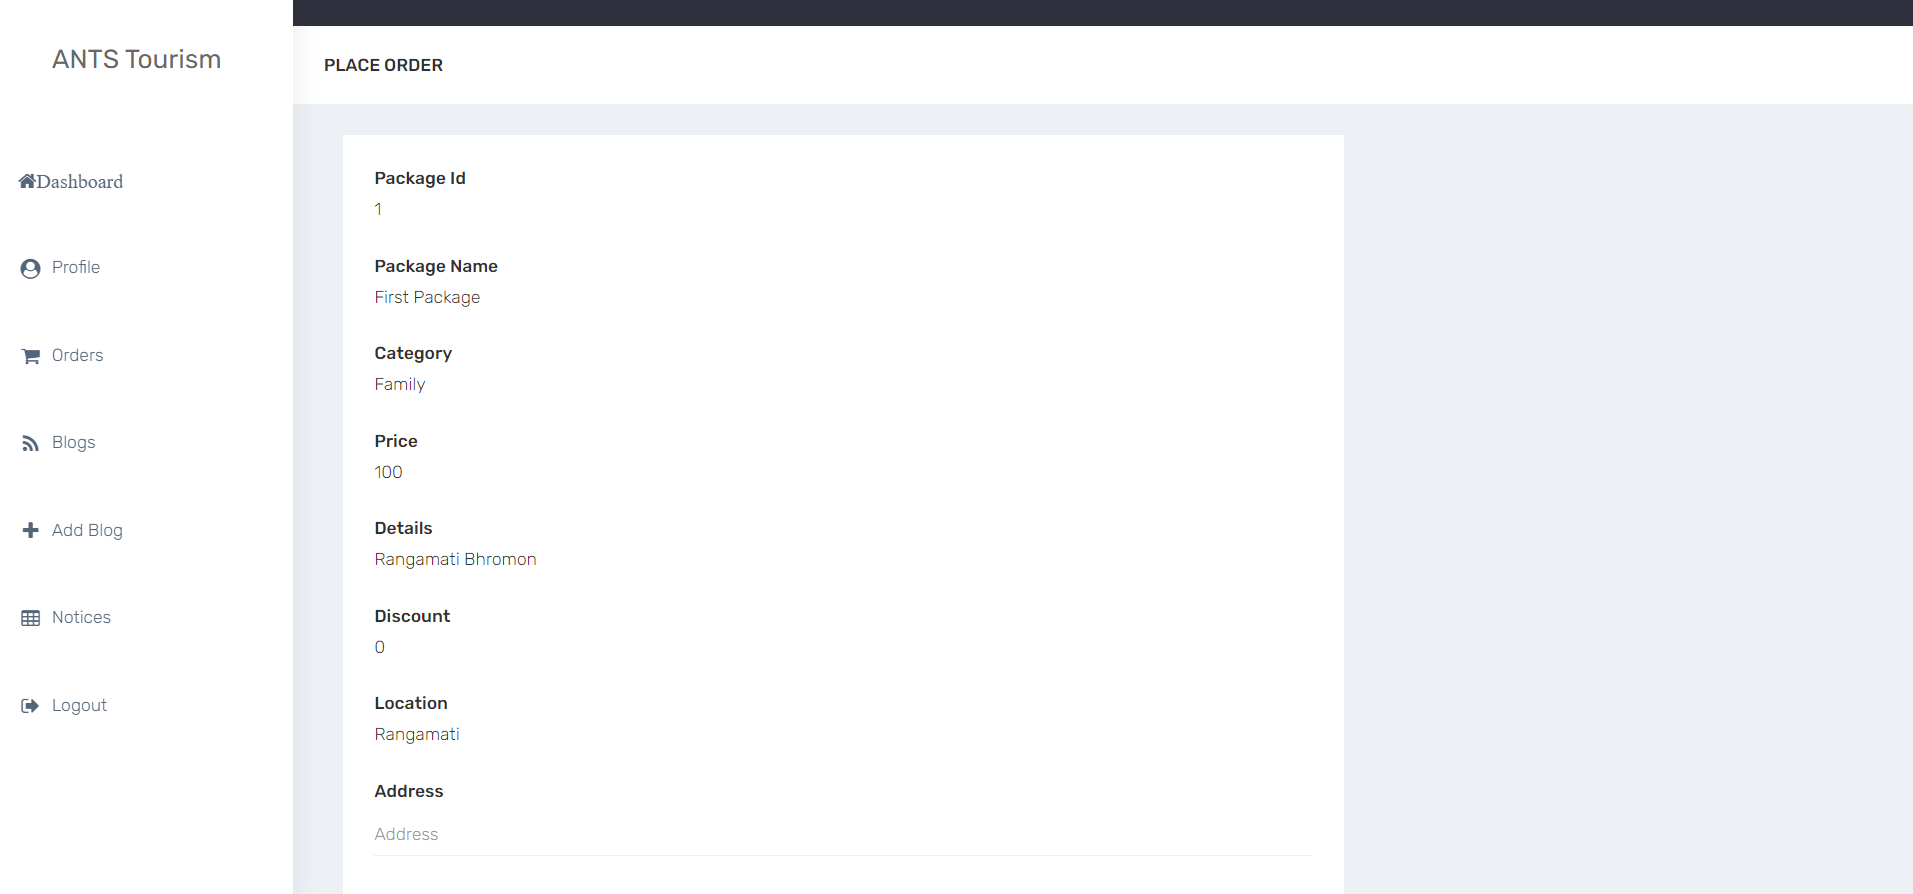 ANTS Tourism
Dashboard
Profile
Orders
Blogs
Add Blog
Notices
Logout
PLACE ORDER
Package Id
1
Package Name
First Package
Category
Family
Price
100
Details
Rangamati Bhromon
Discount
0
Location
Rangamati
Address
Address